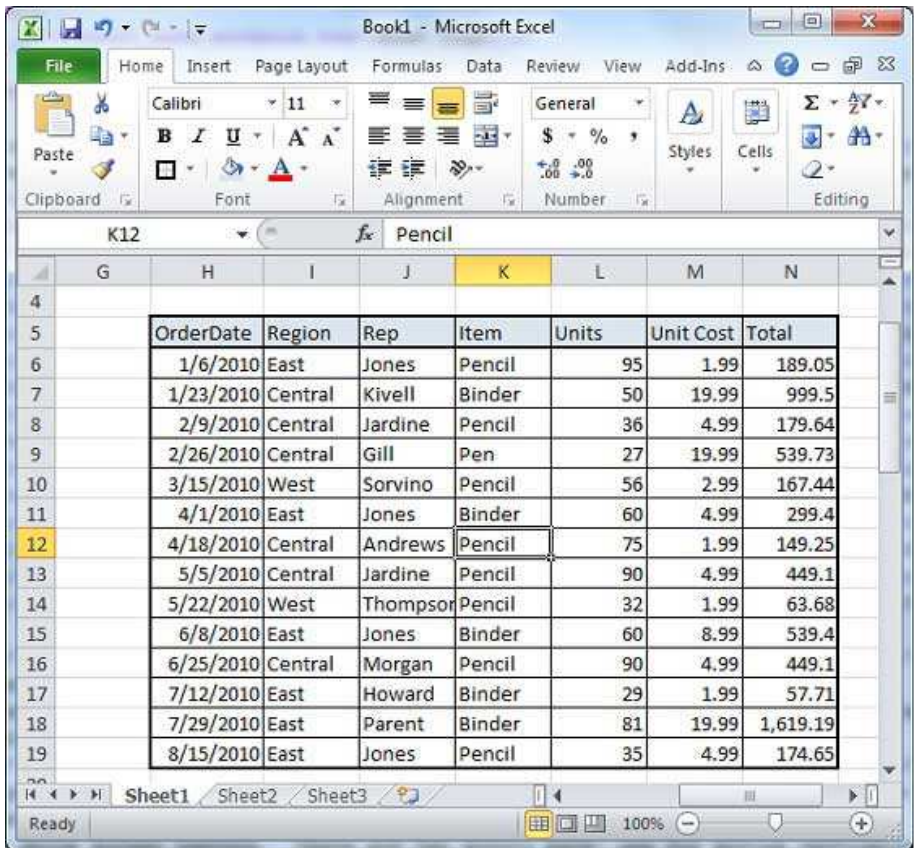 Book1 - Microsoft Excel
File Home Insert Page Layout Formulas Data Review View Add-Ins
Calibri 11 General
Paste B I U A A $ % , Styles Cells Σ
A .0 .00 .00 .0
Clipboard Font Alignment Number Editing
K12 fx Pencil
G H I J K L M N
4
5 OrderDate Region Rep Item Units Unit Cost Total
6 1/6/2010 East Jones Pencil 95 1.99 189.05
7 1/23/2010 Central Kivell Binder 50 19.99 999.5
8 2/9/2010 Central Jardine Pencil 36 4.99 179.64
9 2/26/2010 Central Gill Pen 27 19.99 539.73
10 3/15/2010 West Sorvino Pencil 56 2.99 167.44
11 4/1/2010 East Jones Binder 60 4.99 299.4
12 4/18/2010 Central Andrews Pencil 75 1.99 149.25
13 5/5/2010 Central Jardine Pencil 90 4.99 449.1
14 5/22/2010 West Thompsor Pencil 32 1.99 63.68
15 6/8/2010 East Jones Binder 60 8.99 539.4
16 6/25/2010 Central Morgan Pencil 90 4.99 449.1
17 7/12/2010 East Howard Binder 29 1.99 57.71
18 7/29/2010 East Parent Binder 81 19.99 1,619.19
19 8/15/2010 East Jones Pencil 35 4.99 174.65
Sheet1 Sheet2 Sheet3
Ready 100%